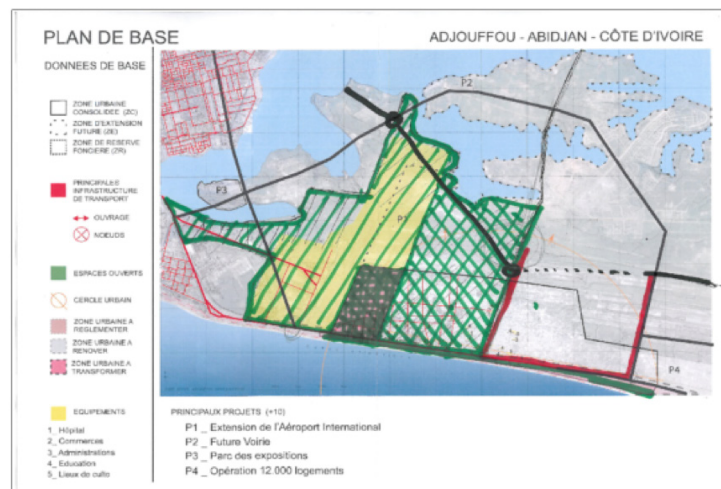 PLAN DE BASE
ADJOUFFOU - ABIDJAN - CÔTE D'IVOIRE
DONNEES DE BASE
ZONE URBAINE
CONSOLIDÉE (ZC)
ZONE D'EXTENSION
FUTURE (ZE)
ZONE DE RESERVE
FONCIERE (ZR)
PRINCIPALES
INFRASTRUCTURE
DE TRANSPORT
OUVRAGE
NOEUDS
ESPACES OUVERTS
CERCLE URBAIN
ZONE URBAINE A
REGLEMENTER
ZONE URBAINE A
RENOVER
ZONE URBAINE A
TRANSFORMER
EQUIPEMENTS
1_ Hôpital
2_ Commerces
3_ Administrations
4_ Education
5_ Lieux de culte
P2
P3
P1
P4
PRINCIPAUX PROJETS (+10)
P1 _ Extension de l'Aéroport International
P2 _ Future Voirie
P3 _ Parc des expositions
P4 _ Opération 12.000 logements